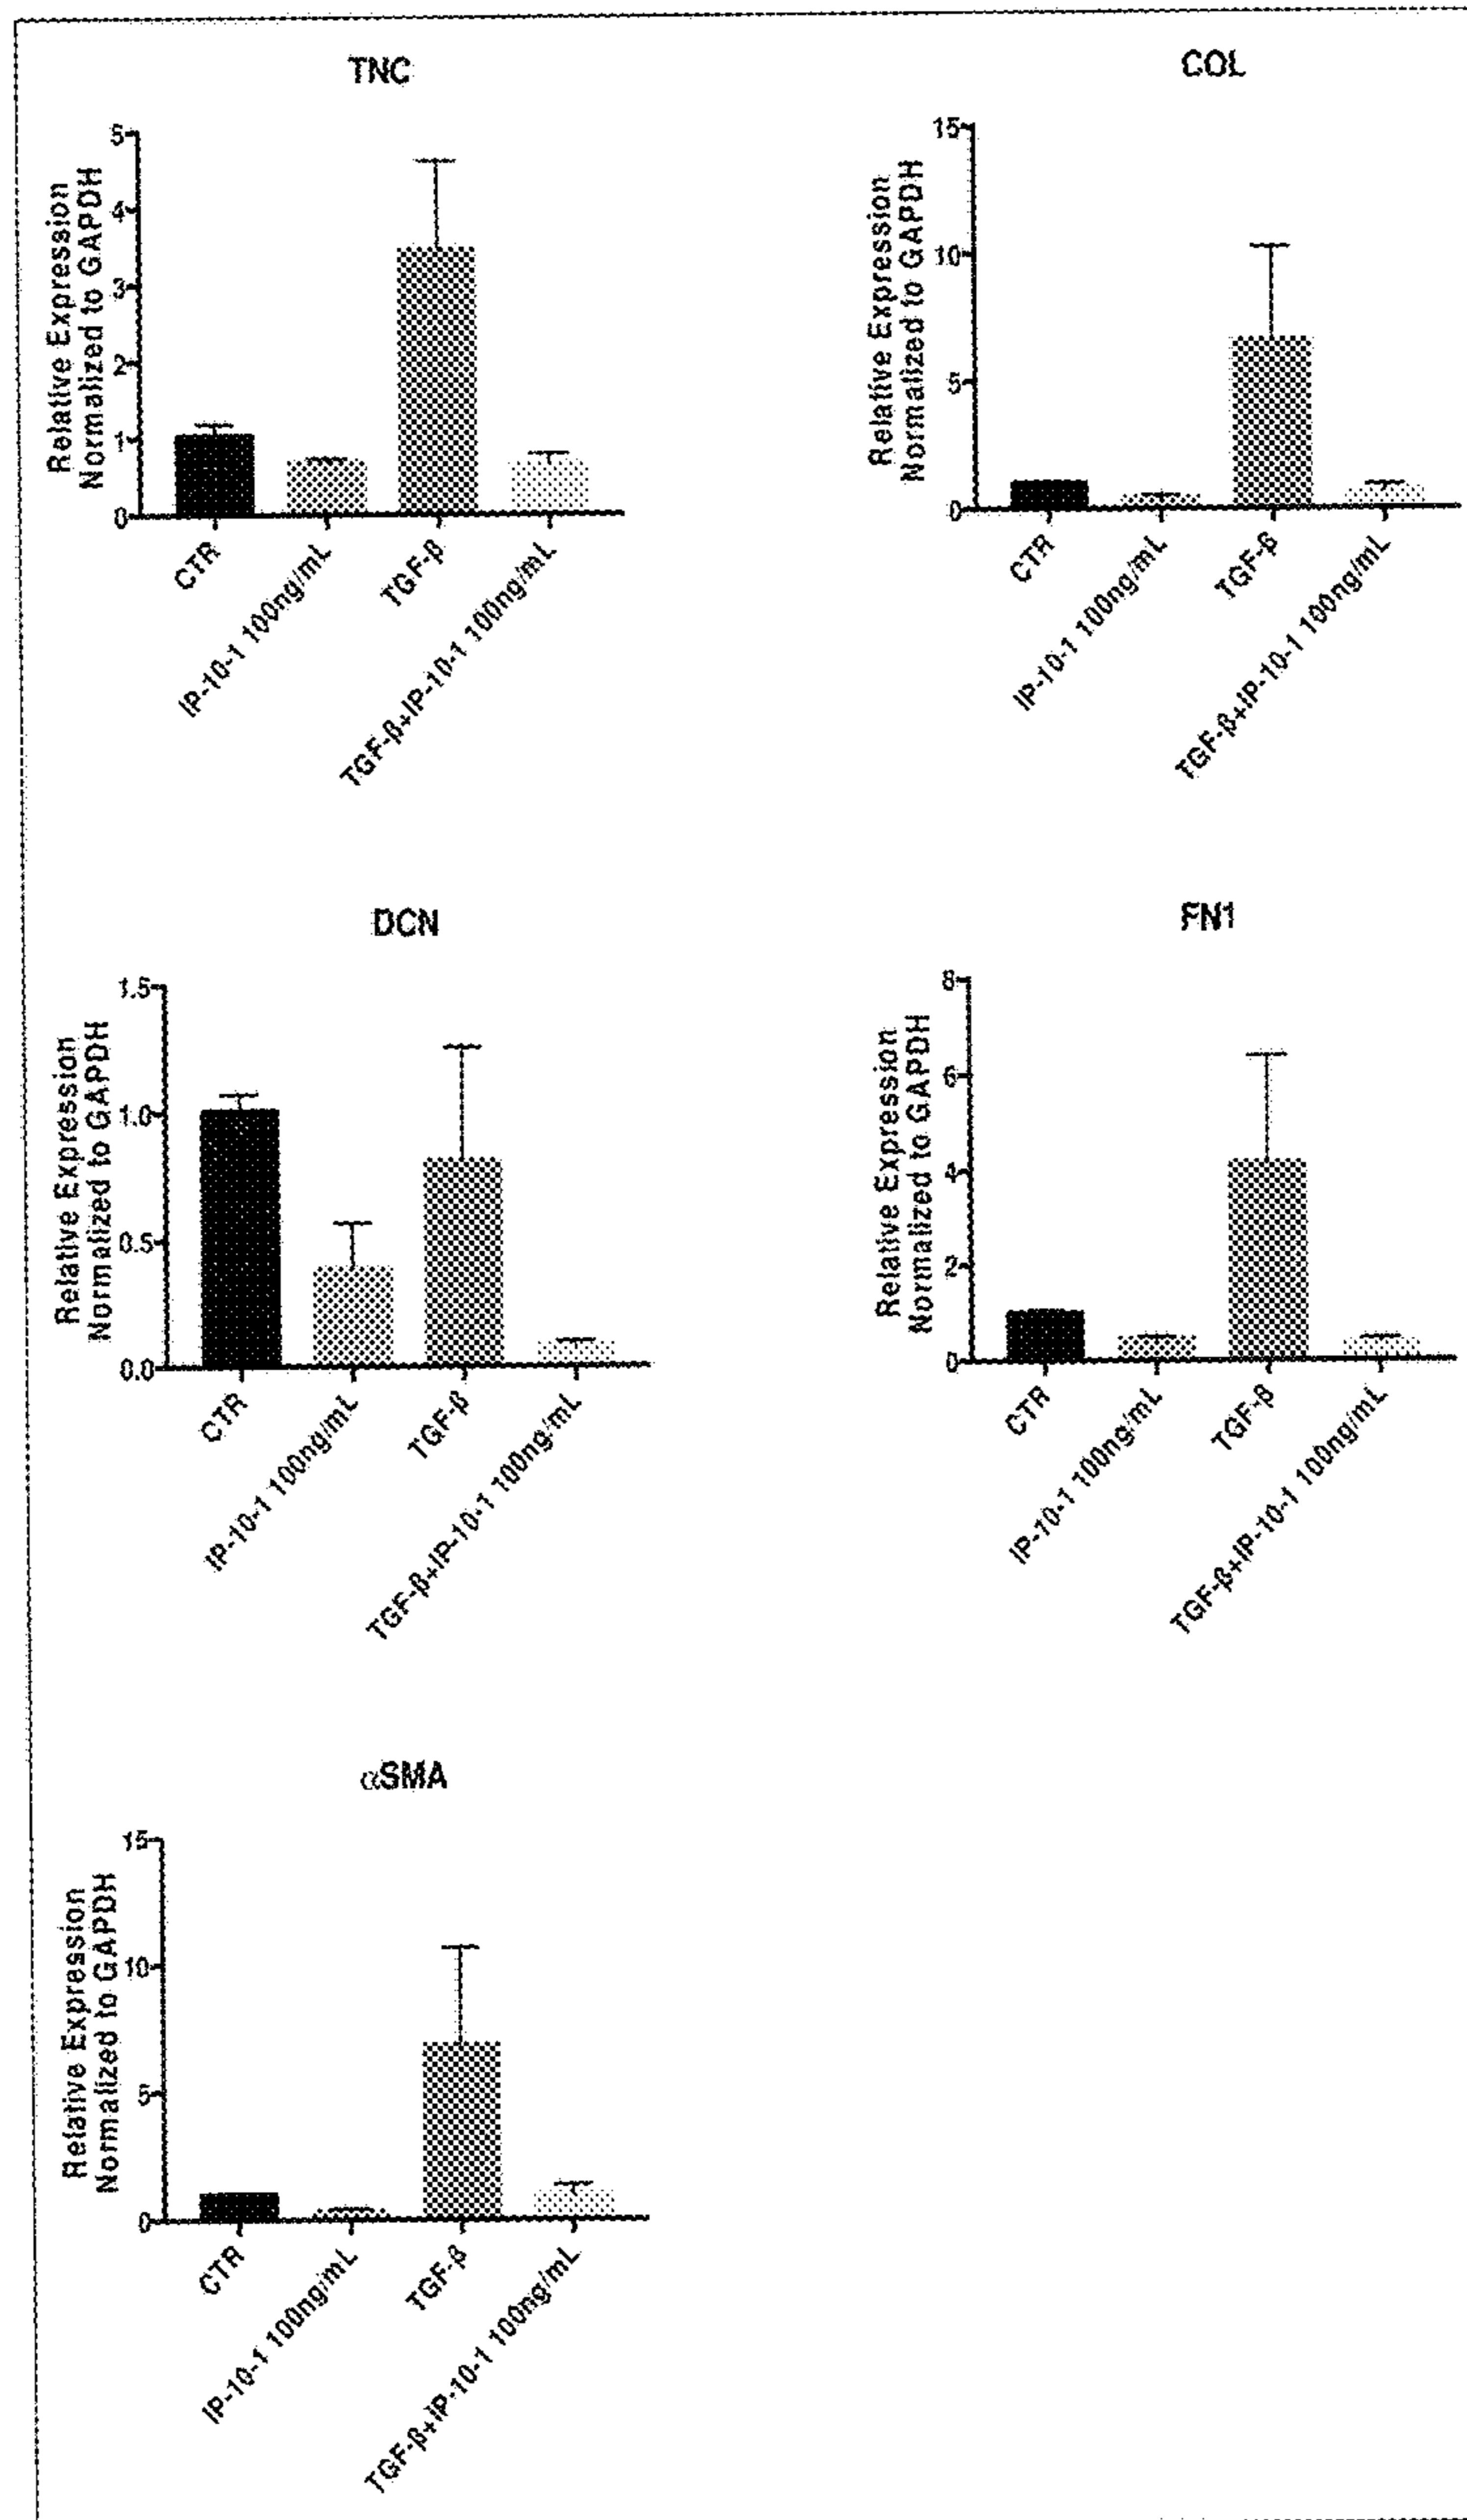 TNC
Relative Expression
Normalized to GAPDH
5
4
3
2
1
0
CTR
IP-10-1 100ng/mL
TGF-β
TGF-β+IP-10-1 100ng/mL
COL
Relative Expression
Normalized to GAPDH
15
10
5
0
CTR
IP-10-1 100ng/mL
TGF-β
TGF-β+IP-10-1 100ng/mL
DCN
Relative Expression
Normalized to GAPDH
1.5
1.0
0.5
0.0
CTR
IP-10-1 100ng/mL
TGF-β
TGF-β+IP-10-1 100ng/mL
FN1
Relative Expression
Normalized to GAPDH
8
6
4
2
0
CTR
IP-10-1 100ng/mL
TGF-β
TGF-β+IP-10-1 100ng/mL
αSMA
Relative Expression
Normalized to GAPDH
15
10
5
0
CTR
IP-10-1 100ng/mL
TGF-β
TGF-β+IP-10-1 100ng/mL